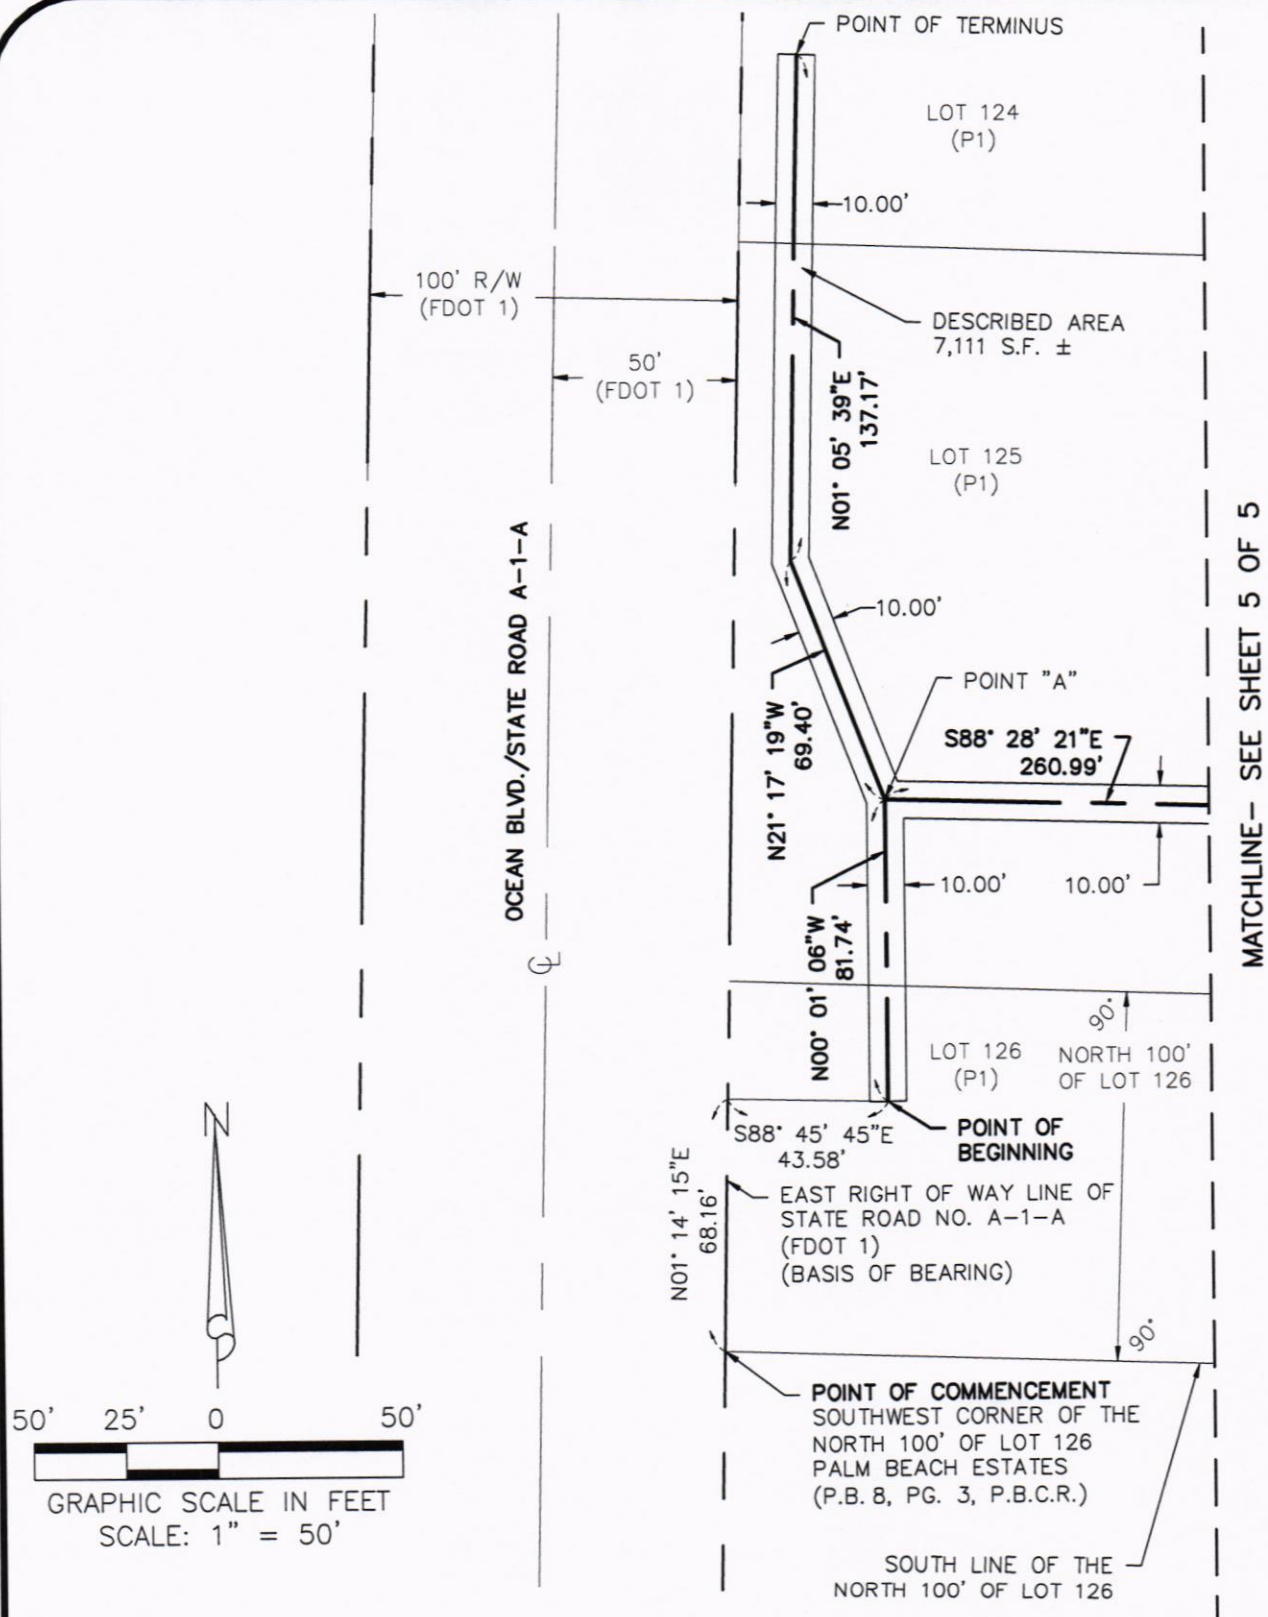 POINT OF TERMINUS
LOT 124
(P1)
10.00'
100' R/W
(FDOT 1)
50'
(FDOT 1)
DESCRIBED AREA
7,111 S.F. ±
N01° 05' 39"E
137.17'
LOT 125
(P1)
OCEAN BLVD./STATE ROAD A-1-A
10.00'
POINT "A"
N21° 17' 19"W
69.40'
S88° 28' 21"E
260.99'
MATCHLINE- SEE SHEET 5 OF 5
10.00'
10.00'
N00° 01' 06"W
81.74'
CL
90°
LOT 126
(P1)
NORTH 100'
OF LOT 126
N
S88° 45' 45"E
43.58'
POINT OF
BEGINNING
N01° 14' 15"E
68.16'
EAST RIGHT OF WAY LINE OF
STATE ROAD NO. A-1-A
(FDOT 1)
(BASIS OF BEARING)
90°
POINT OF COMMENCEMENT
SOUTHWEST CORNER OF THE
NORTH 100' OF LOT 126
PALM BEACH ESTATES
(P.B. 8, PG. 3, P.B.C.R.)
50' 25' 0 50'
GRAPHIC SCALE IN FEET
SCALE: 1" = 50'
SOUTH LINE OF THE
NORTH 100' OF LOT 126